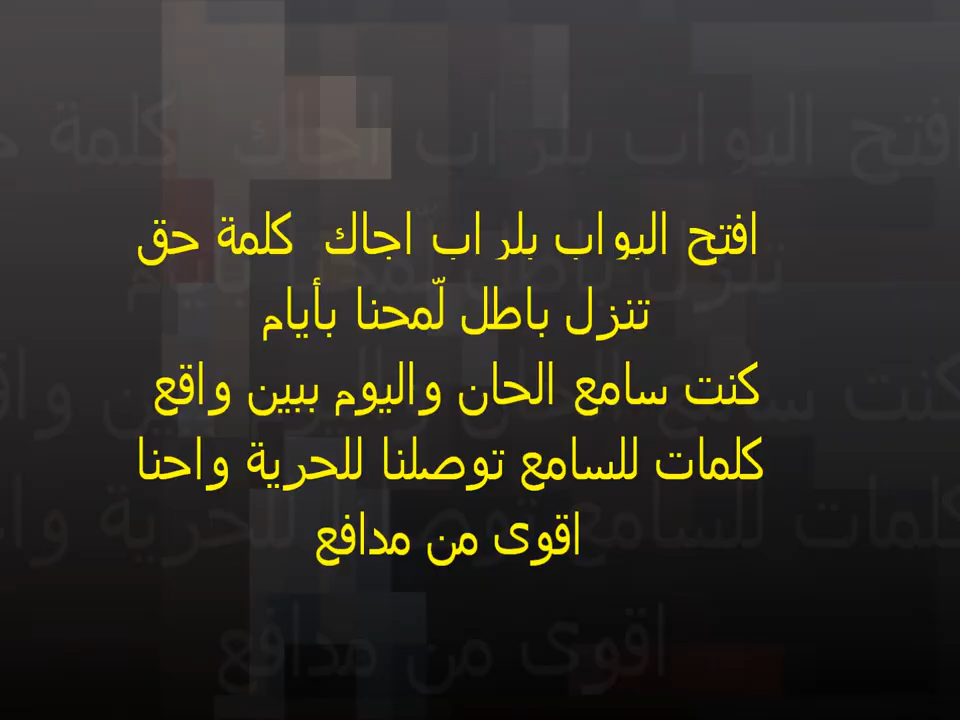 افتح البواب بلراب اجاك كلمة حق
تنزل باطل لّمحنا بأيام
كنت سامع الحان واليوم ببين واقع
كلمات للسامع توصلنا للحرية واحنا
اقوى من مدافع